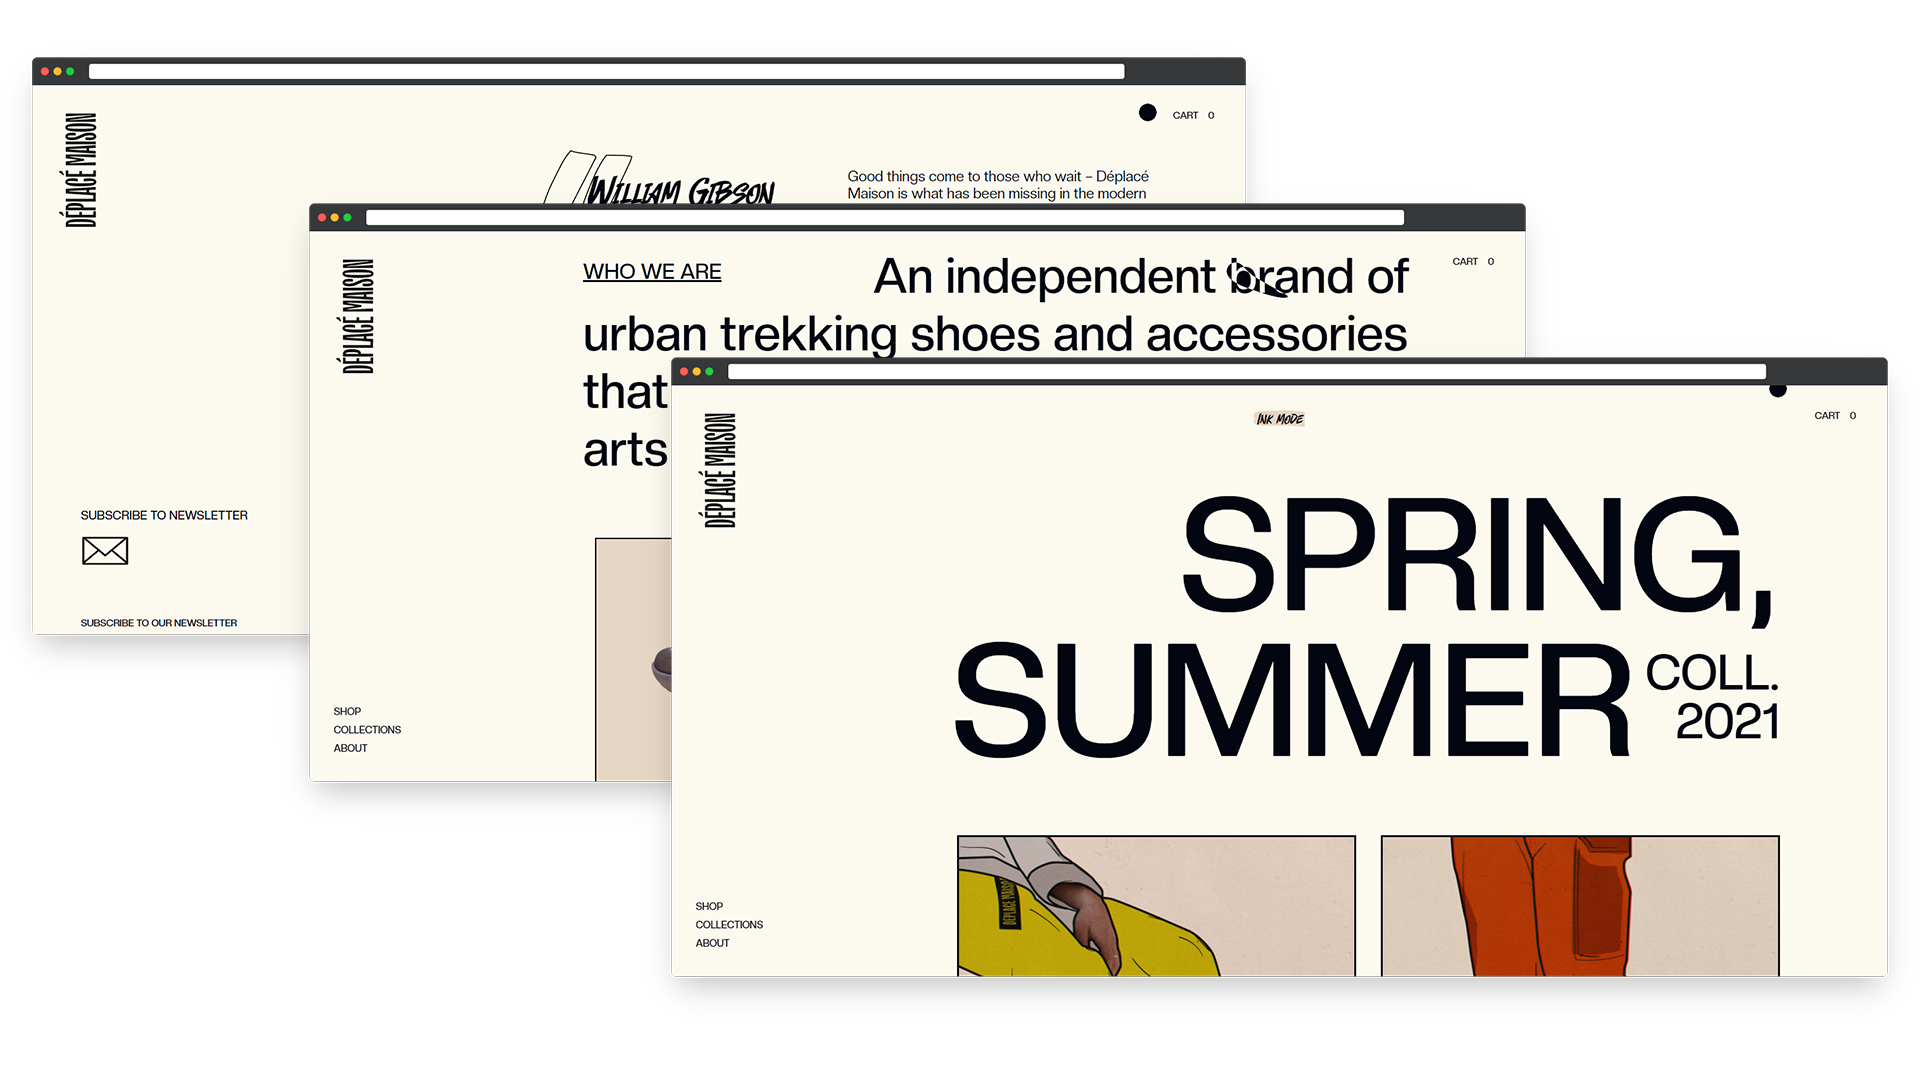 DÉPLACÉ MAISON
CART 0
WILLIAM GIBSON
Good things come to those who wait – Déplacé
Maison is what has been missing in the modern
SUBSCRIBE TO NEWSLETTER
SUBSCRIBE TO OUR NEWSLETTER
DÉPLACÉ MAISON
WHO WE ARE
CART 0
An independent brand of
urban trekking shoes and accessories
that
arts
SHOP
COLLECTIONS
ABOUT
DÉPLACÉ MAISON
INK MODE
CART 0
SPRING,
SUMMER
COLL.
2021
SHOP
COLLECTIONS
ABOUT
DÉPLACÉ MAISON